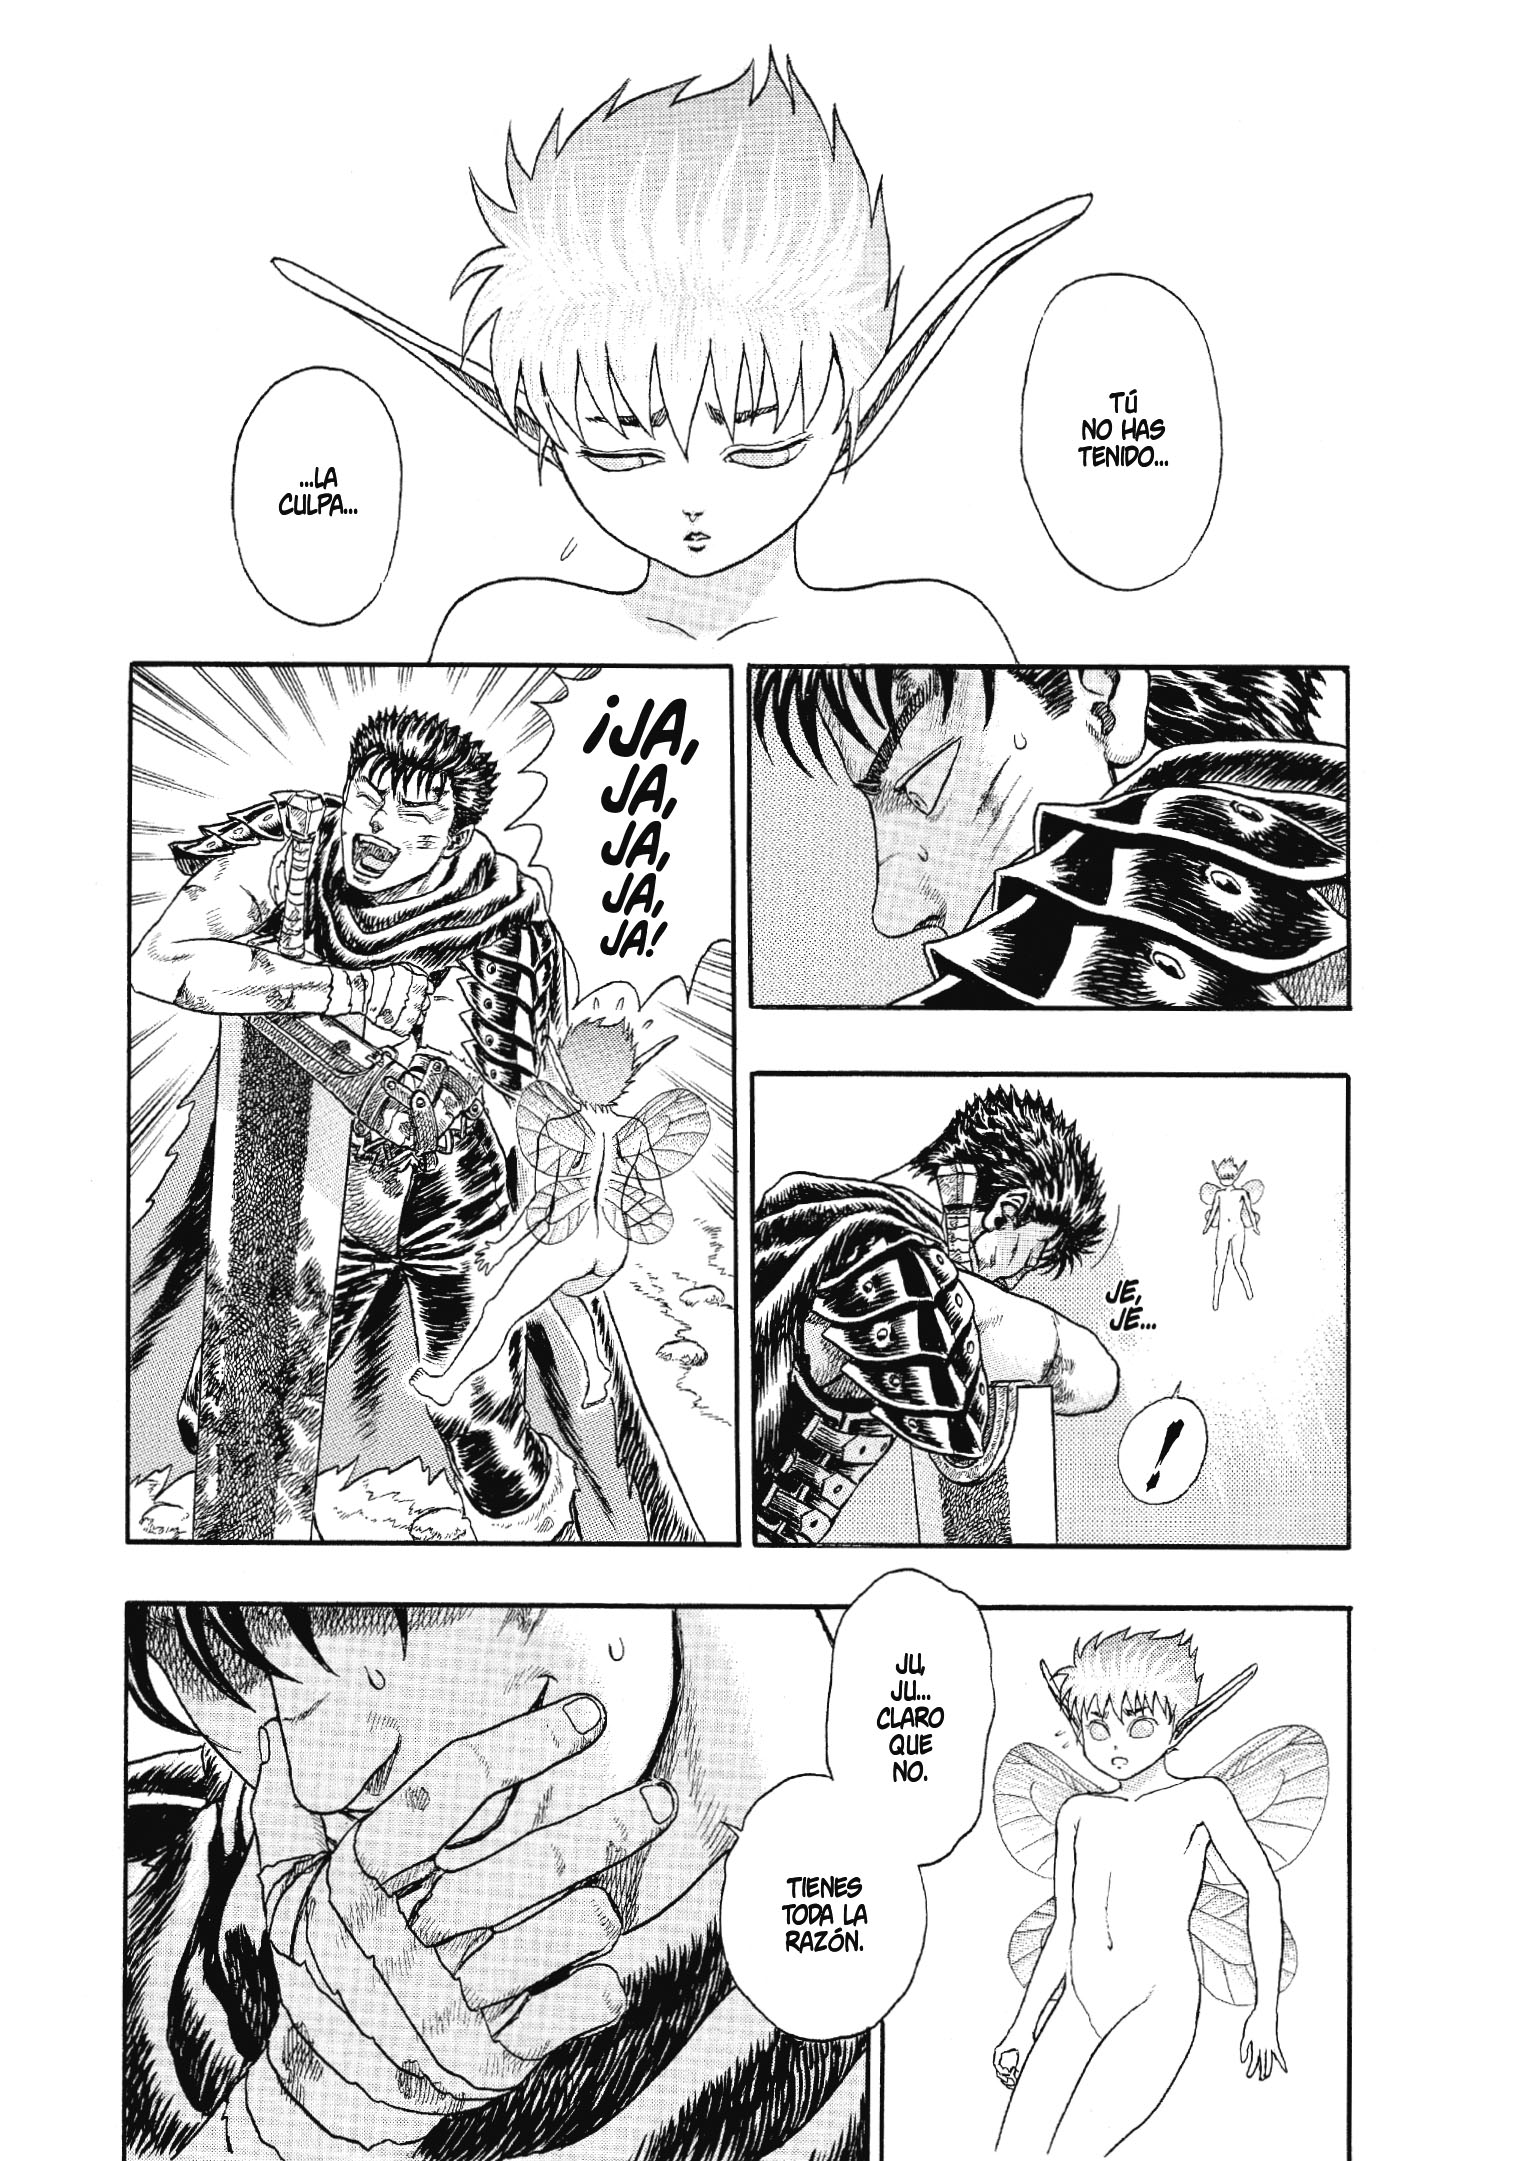 TÚ
NO HAS
TENIDO...
...LA
CULPA...
JE,
JE...
!
¡JA,
JA,
JA,
JA,
JA!
JU,
JU...
CLARO
QUE
NO.
TIENES
TODA LA
RAZÓN.